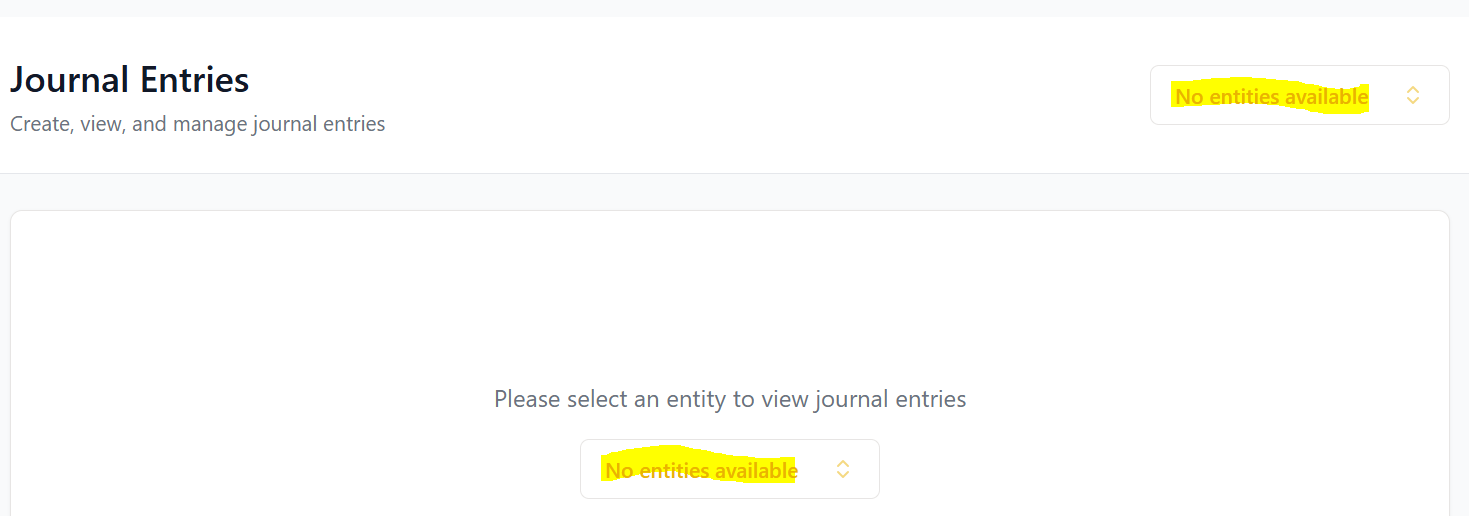 Journal Entries
Create, view, and manage journal entries
No entities available
Please select an entity to view journal entries
No entities available